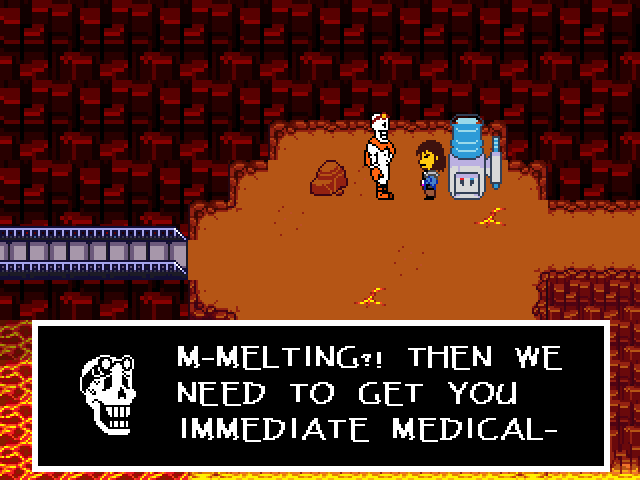 M-MELTING?! THEN WE
NEED TO GET YOU
IMMEDIATE MEDICAL-